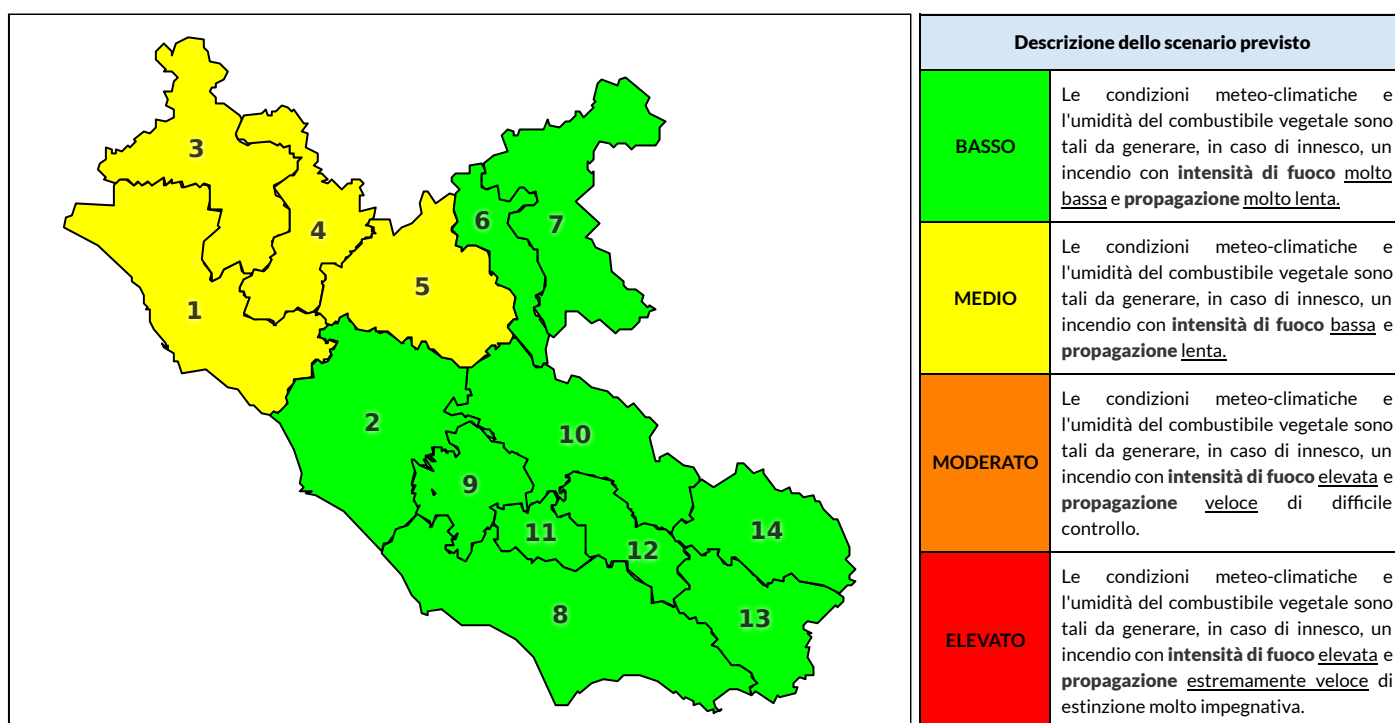 3
4
6
7
5
1
2
10
9
11
14
12
8
13
Descrizione dello scenario previsto
BASSO
Le condizioni meteo-climatiche e
l'umidità del combustibile vegetale sono
tali da generare, in caso di innesco, un
incendio con intensità di fuoco molto
bassa e propagazione molto lenta.
MEDIO
Le condizioni meteo-climatiche e
l'umidità del combustibile vegetale sono
tali da generare, in caso di innesco, un
incendio con intensità di fuoco bassa e
propagazione lenta.
MODERATO
Le condizioni meteo-climatiche e
l'umidità del combustibile vegetale sono
tali da generare, in caso di innesco, un
incendio con intensità di fuoco elevata e
propagazione veloce di difficile
controllo.
ELEVATO
Le condizioni meteo-climatiche e
l'umidità del combustibile vegetale sono
tali da generare, in caso di innesco, un
incendio con intensità di fuoco elevata e
propagazione estremamente veloce di
estinzione molto impegnativa.